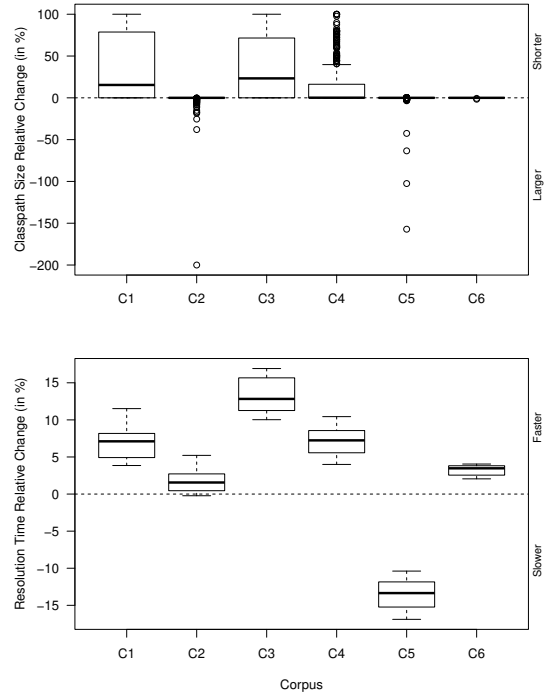 Classpath Size Relative Change (in %)
100
50
0
−50
−100
−150
−200
Shorter
Larger
C1 C2 C3 C4 C5 C6
Resolution Time Relative Change (in %)
15
10
5
0
−5
−10
−15
Faster
Slower
C1 C2 C3 C4 C5 C6
Corpus